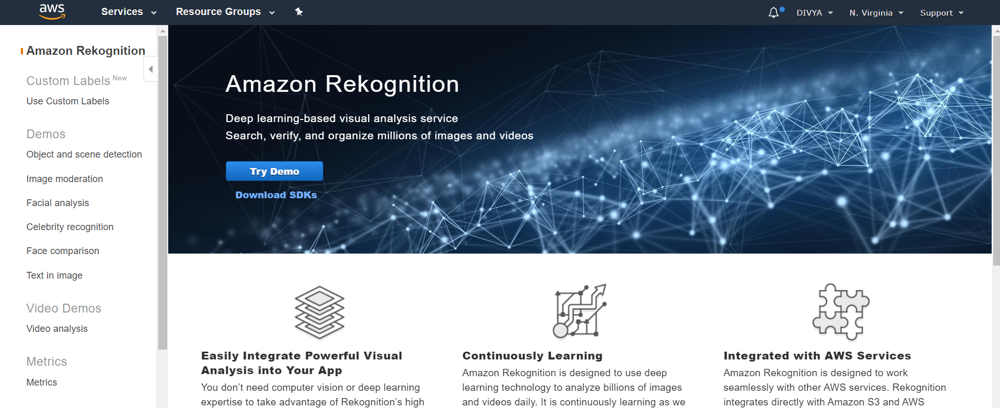 aws
Services
Resource Groups
DIVYA
N. Virginia
Support
Amazon Rekognition
Custom Labels New
Use Custom Labels
Demos
Object and scene detection
Image moderation
Facial analysis
Celebrity recognition
Face comparison
Text in image
Video Demos
Video analysis
Metrics
Metrics
Amazon Rekognition
Deep learning-based visual analysis service
Search, verify, and organize millions of images and videos
Try Demo
Download SDKs
Easily Integrate Powerful Visual
Analysis into Your App
You don’t need computer vision or deep learning
expertise to take advantage of Rekognition’s high
Continuously Learning
Amazon Rekognition is designed to use deep
learning technology to analyze billions of images
and videos daily. It is continuously learning as we
Integrated with AWS Services
Amazon Rekognition is designed to work
seamlessly with other AWS services. Rekognition
integrates directly with Amazon S3 and AWS